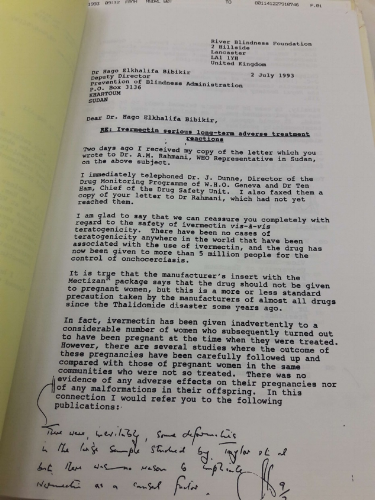 River Blindness Foundation
2 Hillside
Lancaster
LA1 1YH
United Kingdom
Dr Hago Elkhalifa Ribikir
2 July 1993
Deputy Director
Prevention of Blindness Administration
P.O. Box 3136
KHARTOUM
SUDAN
Dear Dr. Hago Elkhalifa Ribikir,
RE: Ivermectin serious long-term adverse treatment
reactions
Two days ago I received my copy of the letter which you
wrote to Dr. A.M. Rahmani, WHO Representative in Sudan,
on the above subject.
I immediately telephoned Dr. J. Dunne, Director of the
Drug Monitoring Programme of W.H.O. Geneva and Dr Ten
Ham, Chief of the Drug Safety Unit. I also faxed them a
copy of your letter to Dr Rahmani, which had not yet
reached them.
I am glad to say that we can reassure you completely with
regard to the safety of ivermectin vis-a-vis
teratogenicity. There have been no cases of
teratogenicity anywhere in the world that have been
associated with the use of ivermectin, and the drug has
now been given to more than 5 million people for the
control of onchocerciasis.
It is true that the manufacturer's insert with the
Mectizan® package says that the drug should not be given
to pregnant women, but this is a more or less standard
precaution taken by the manufacturers of almost all drugs
since the Thalidomide disaster some years ago.
In fact, ivermectin has been given inadvertently to a
considerable number of women who subsequently turned out
to have been pregnant at the time when they were treated.
However, there are several studies where the outcome of
these pregnancies have been carefully followed up and
compared with those of pregnant women in the same
communities who were not so treated. There was no
evidence of any adverse effects on their pregnancies nor
of any malformations in their offspring. In this
connection I would refer you to the following
publications:
There were, inevitably, some deformities
in the large sample studied by et al
but there was no reason to
ivermectin as a causal factor.